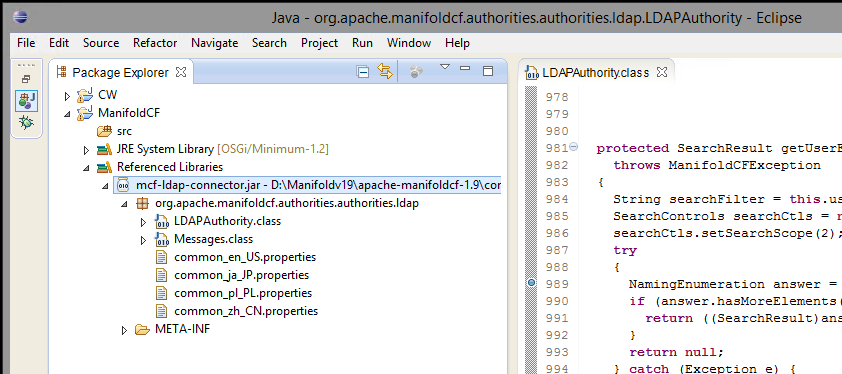 Java - org.apache.manifoldcf.authorities.authorities.ldap.LDAPAuthority - Eclipse
File Edit Source Refactor Navigate Search Project Run Window Help
Package Explorer
CW
ManifoldCF
src
JRE System Library [OSGi/Minimum-1.2]
Referenced Libraries
mcf-ldap-connector.jar - D:\Manifoldv19\apache-manifoldcf-1.9\con
org.apache.manifoldcf.authorities.authorities.ldap
LDAPAuthority.class
Messages.class
common_en_US.properties
common_ja_JP.properties
common_pl_PL.properties
common_zh_CN.properties
META-INF
LDAPAuthority.class
978
979
980
981 protected SearchResult getUserE
982 throws ManifoldCFException
983 {
984 String searchFilter = this.us
985 SearchControls searchCtls = n
986 searchCtls.setSearchScope(2);
987 try
988 {
989 NamingEnumeration answer =
990 if (answer.hasMoreElements(
991 return ((SearchResult)ans
992 }
993 return null;
994 } catch (Exception e) {